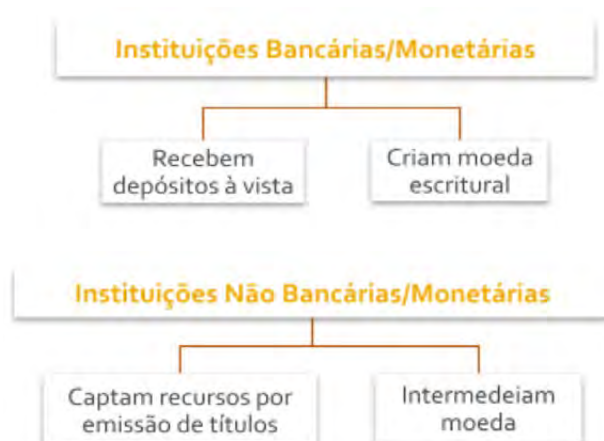 Instituições Bancárias/Monetárias
Recebem
depósitos à vista
Criam moeda
escritural
Instituições Não Bancárias/Monetárias
Captam recursos por
emissão de títulos
Intermedeiam
moeda